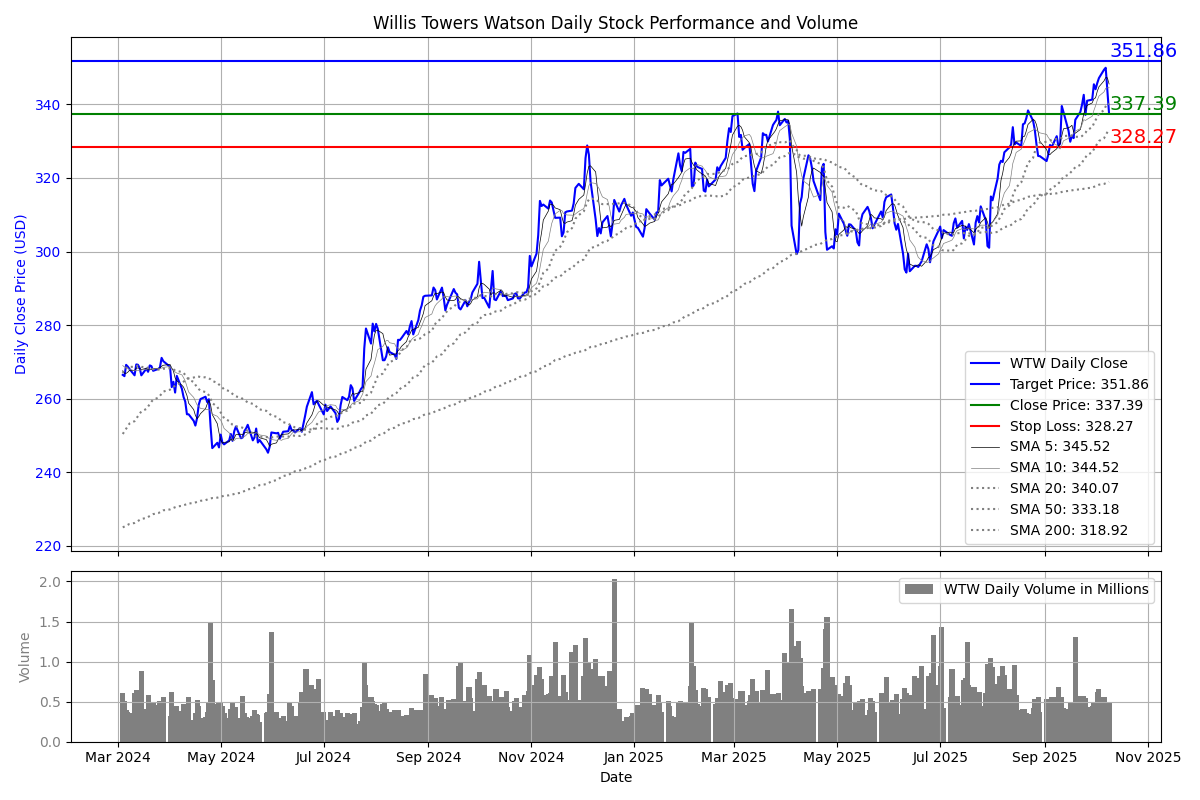 Willis Towers Watson Daily Stock Performance and Volume
351.86
337.39
328.27
Daily Close Price (USD)
340
320
300
280
260
240
220
WTW Daily Close
Target Price: 351.86
Close Price: 337.39
Stop Loss: 328.27
SMA 5: 345.52
SMA 10: 344.52
SMA 20: 340.07
SMA 50: 333.18
SMA 200: 318.92
Volume
2.0
1.5
1.0
0.5
0.0
WTW Daily Volume in Millions
Mar 2024
May 2024
Jul 2024
Sep 2024
Nov 2024
Jan 2025
Mar 2025
May 2025
Jul 2025
Sep 2025
Nov 2025
Date